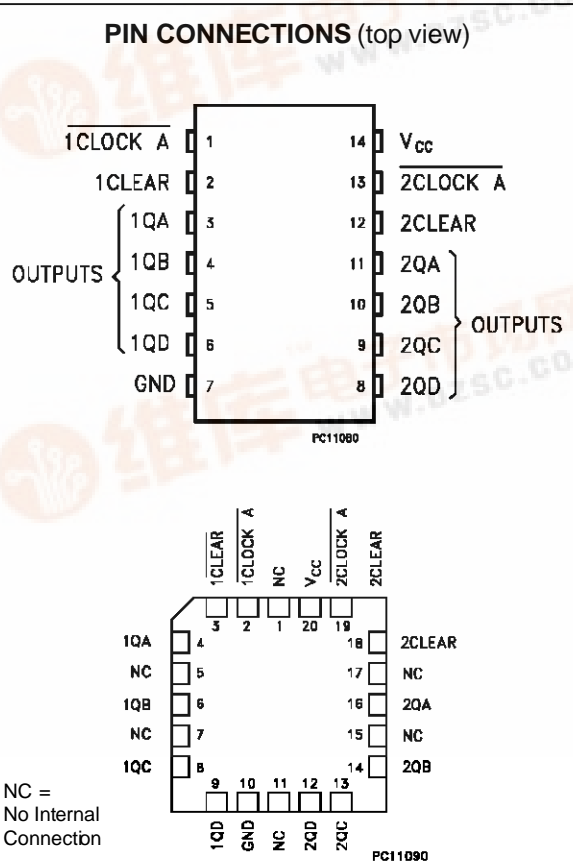 PIN CONNECTIONS (top view)
1CLOCK A 1 14 VCC
1CLEAR 2 13 2CLOCK A
1QA 3 12 2CLEAR
1QB 4 11 2QA
OUTPUTS OUTPUTS
1QC 5 10 2QB
1QD 6 9 2QC
GND 7 8 2QD
PC11080
1CLEAR 1CLOCK A NC VCC 2CLOCK A 2CLEAR
3 2 1 20 19
1QA 4 18 2CLEAR
NC 5 17 NC
1QB 6 16 2QA
NC 7 15 NC
1QC 8 14 2QB
9 10 11 12 13
1QD GND NC 2QD 2QC
NC =
No Internal
Connection
PC11090